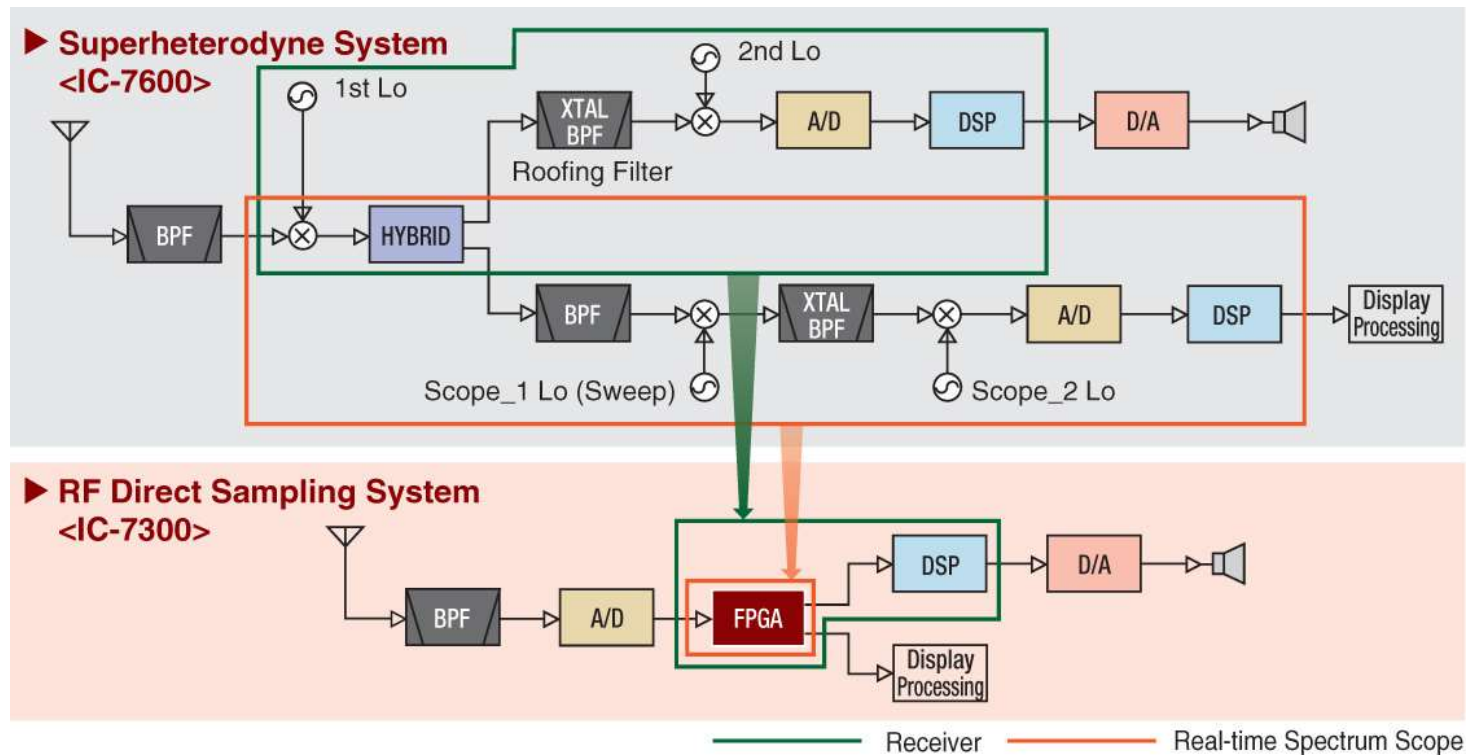 Superheterodyne System
<IC-7600>
1st Lo
2nd Lo
XTAL
BPF
A/D
DSP
D/A
Roofing Filter
BPF
HYBRID
BPF
XTAL
BPF
A/D
DSP
Display
Processing
Scope_1 Lo (Sweep)
Scope_2 Lo
RF Direct Sampling System
<IC-7300>
BPF
A/D
FPGA
DSP
D/A
Display
Processing
Receiver
Real-time Spectrum Scope